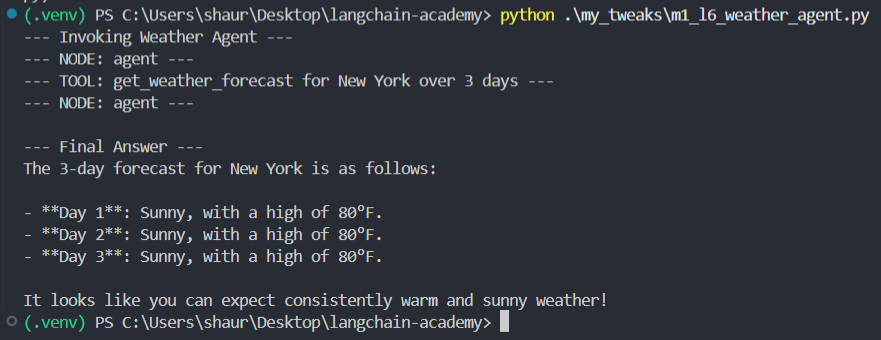 (.venv) PS C:\Users\shaur\Desktop\langchain-academy> python .\my_tweaks\m1_l6_weather_agent.py
--- Invoking Weather Agent ---
--- NODE: agent ---
--- TOOL: get_weather_forecast for New York over 3 days ---
--- NODE: agent ---

--- Final Answer ---
The 3-day forecast for New York is as follows:

- **Day 1**: Sunny, with a high of 80°F.
- **Day 2**: Sunny, with a high of 80°F.
- **Day 3**: Sunny, with a high of 80°F.

It looks like you can expect consistently warm and sunny weather!
(.venv) PS C:\Users\shaur\Desktop\langchain-academy>